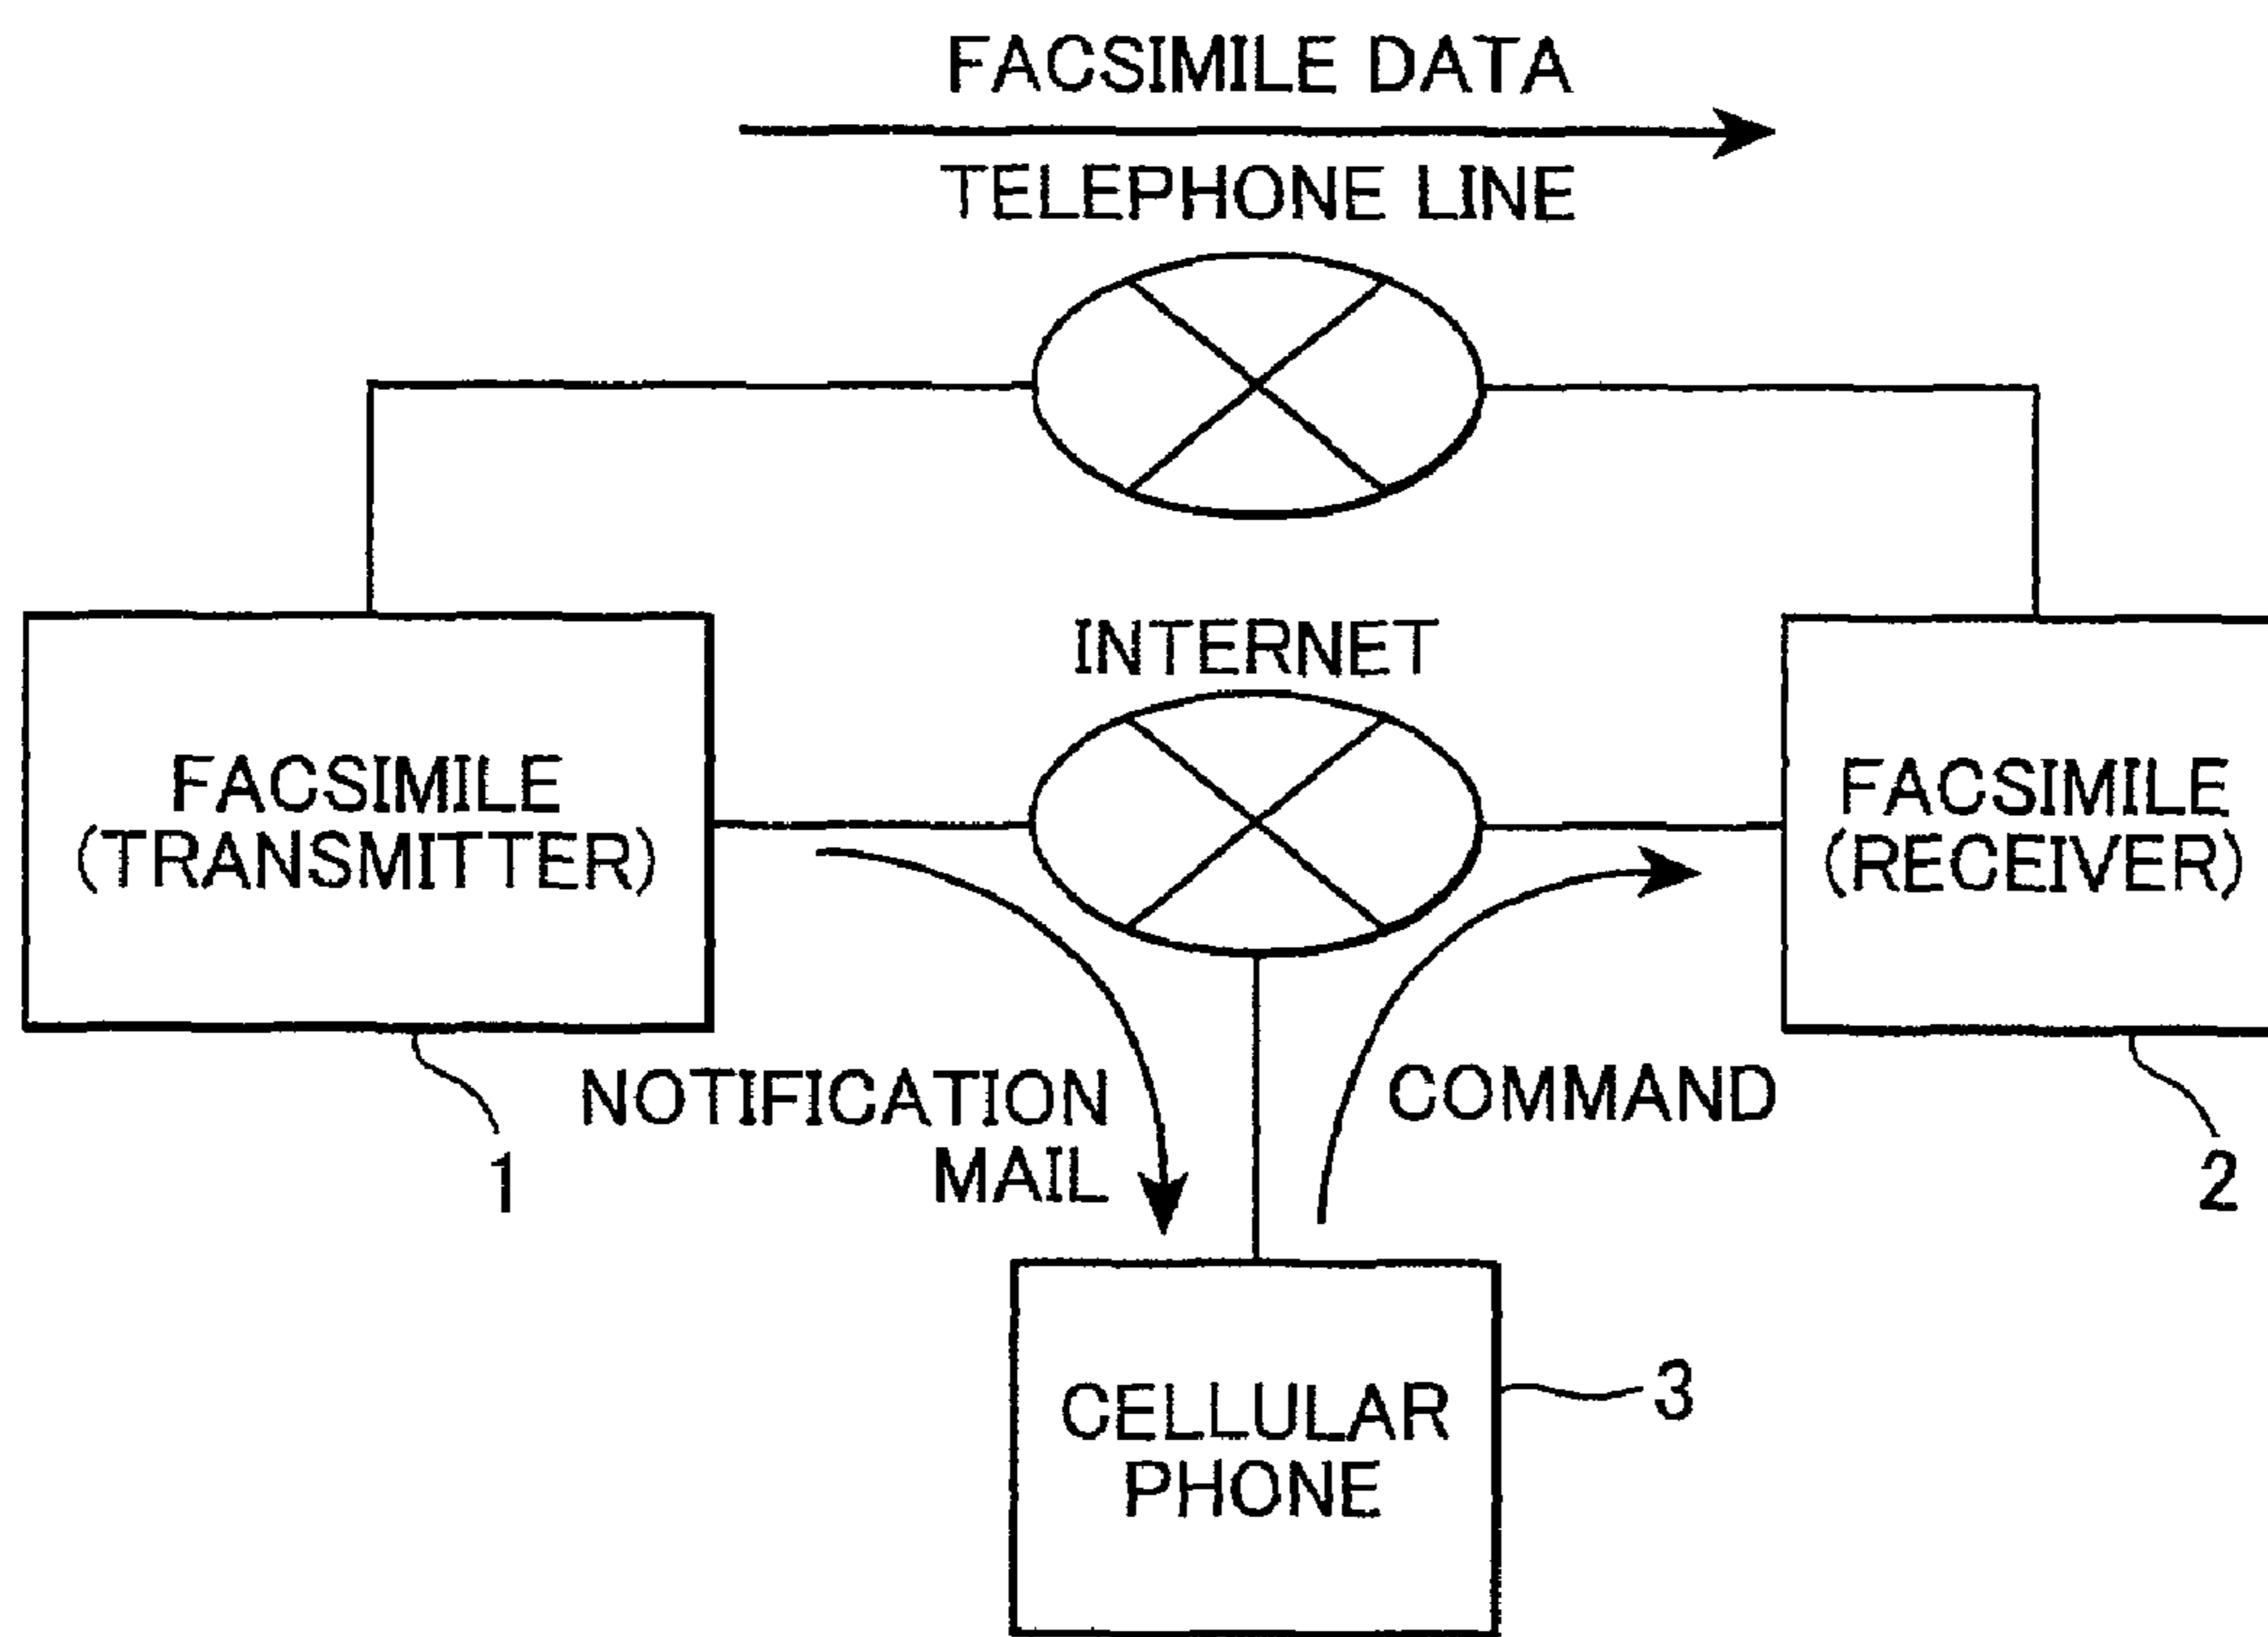 FACSIMILE DATA
TELEPHONE LINE
INTERNET
FACSIMILE
(TRANSMITTER)
FACSIMILE
(RECEIVER)
NOTIFICATION
MAIL
COMMAND
1
2
CELLULAR
PHONE
3